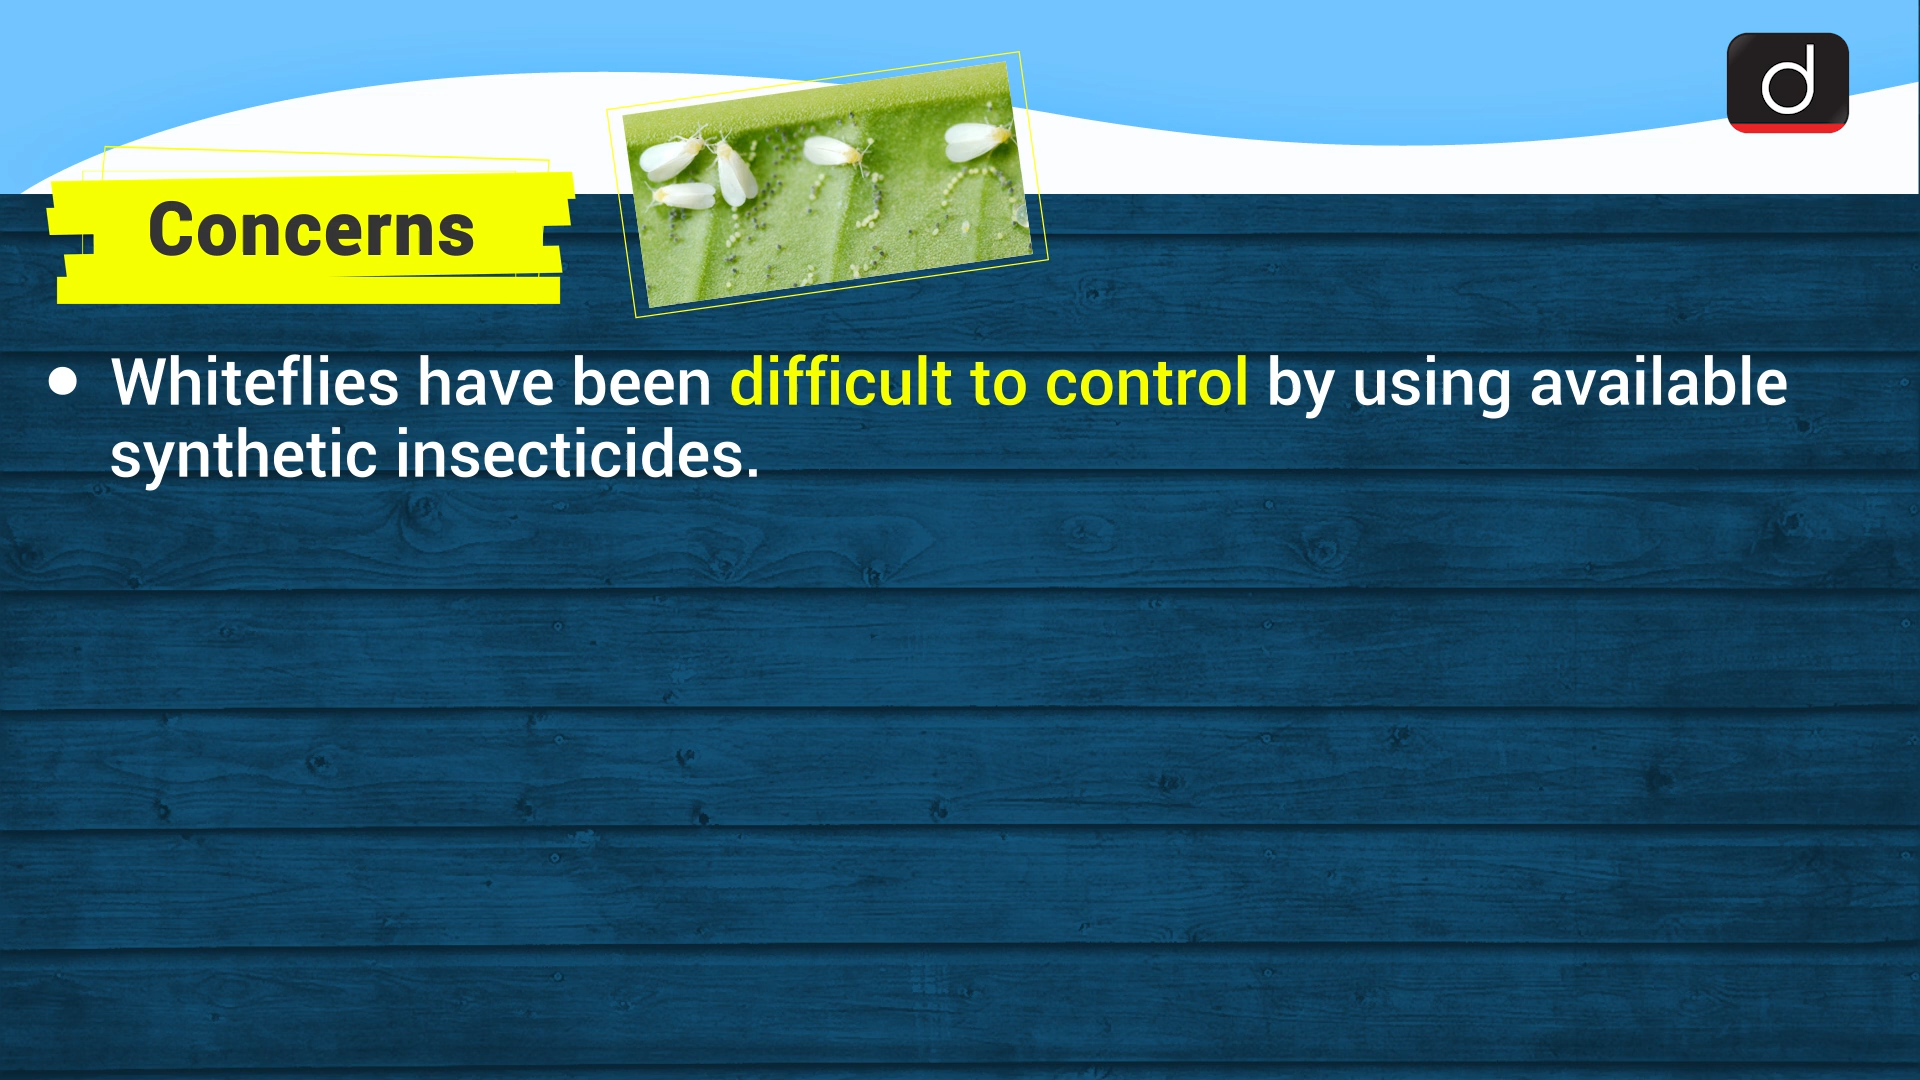 d
Concerns
• Whiteflies have been difficult to control by using available
synthetic insecticides.